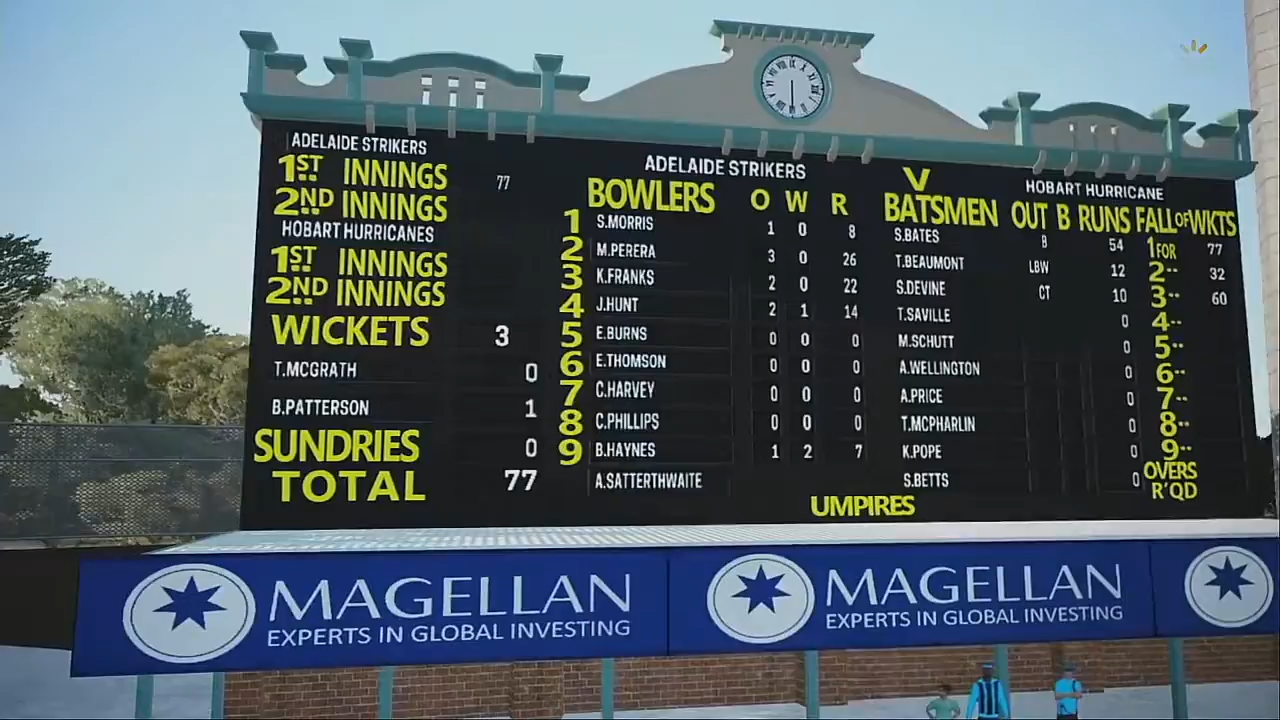 ADELAIDE STRIKERS
1ST INNINGS 77
2ND INNINGS
HOBART HURRICANES
1ST INNINGS
2ND INNINGS
WICKETS 3
T.MCGRATH 0
B.PATTERSON 1
SUNDRIES 0
TOTAL 77
ADELAIDE STRIKERS V HOBART HURRICANE
BOWLERS O W R
1 S.MORRIS 1 0 8
2 M.PERERA 3 0 26
3 K.FRANKS 2 0 22
4 J.HUNT 2 1 14
5 E.BURNS 0 0 0
6 E.THOMSON 0 0 0
7 C.HARVEY 0 0 0
8 C.PHILLIPS 0 0 0
9 B.HAYNES 1 2 7
A.SATTERTHWAITE
BATSMEN OUT B RUNS FALL OF WKTS
S.BATES B 54 1 FOR 77
T.BEAUMONT LBW 12 2 32
S.DEVINE CT 10 3 60
T.SAVILLE 0 4
M.SCHUTT 0 5
A.WELLINGTON 0 6
A.PRICE 0 7
T.MCPHARLIN 0 8
K.POPE 0 9
S.BETTS 0 OVERS R'QD
UMPIRES
MAGELLAN
EXPERTS IN GLOBAL INVESTING
MAGELLAN
EXPERTS IN GLOBAL INVESTING